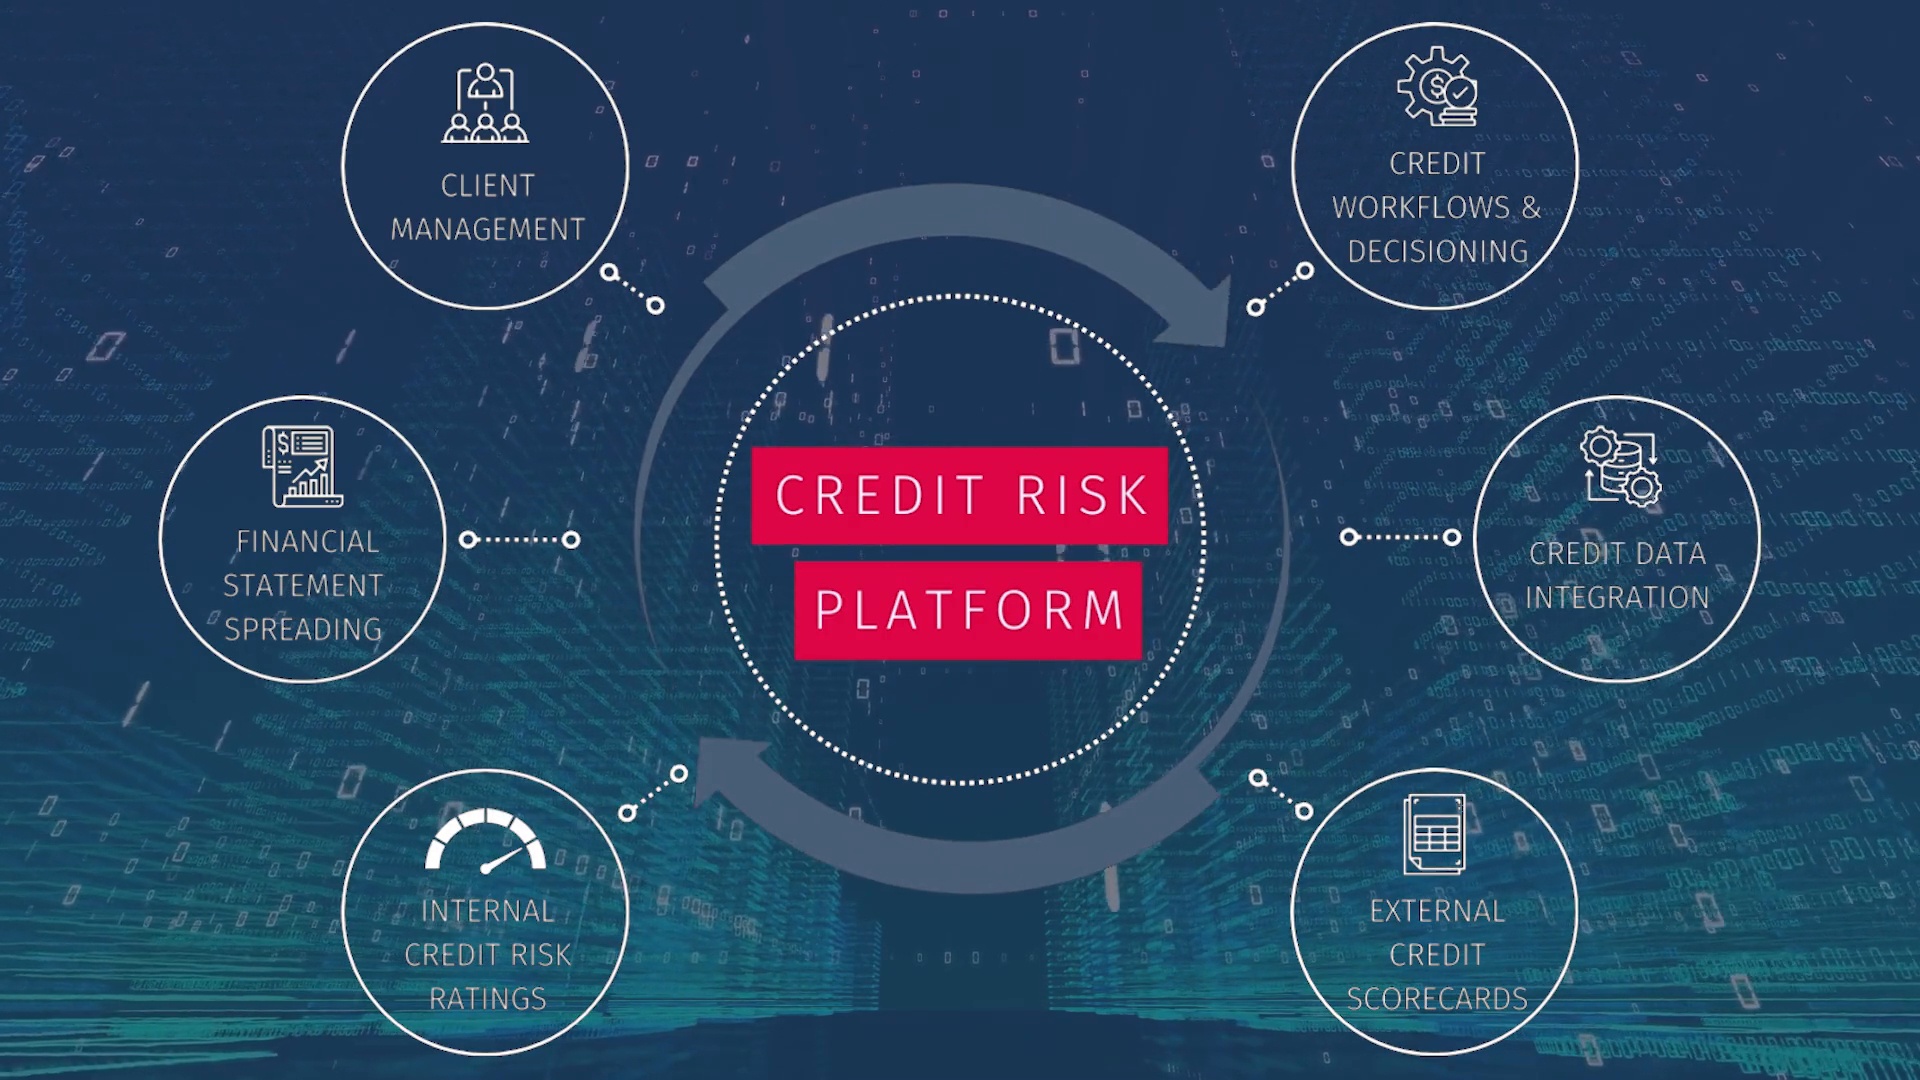 CLIENT
MANAGEMENT
CREDIT
WORKFLOWS &
DECISIONING
FINANCIAL
STATEMENT
SPREADING
CREDIT RISK
PLATFORM
CREDIT DATA
INTEGRATION
INTERNAL
CREDIT RISK
RATINGS
EXTERNAL
CREDIT
SCORECARDS